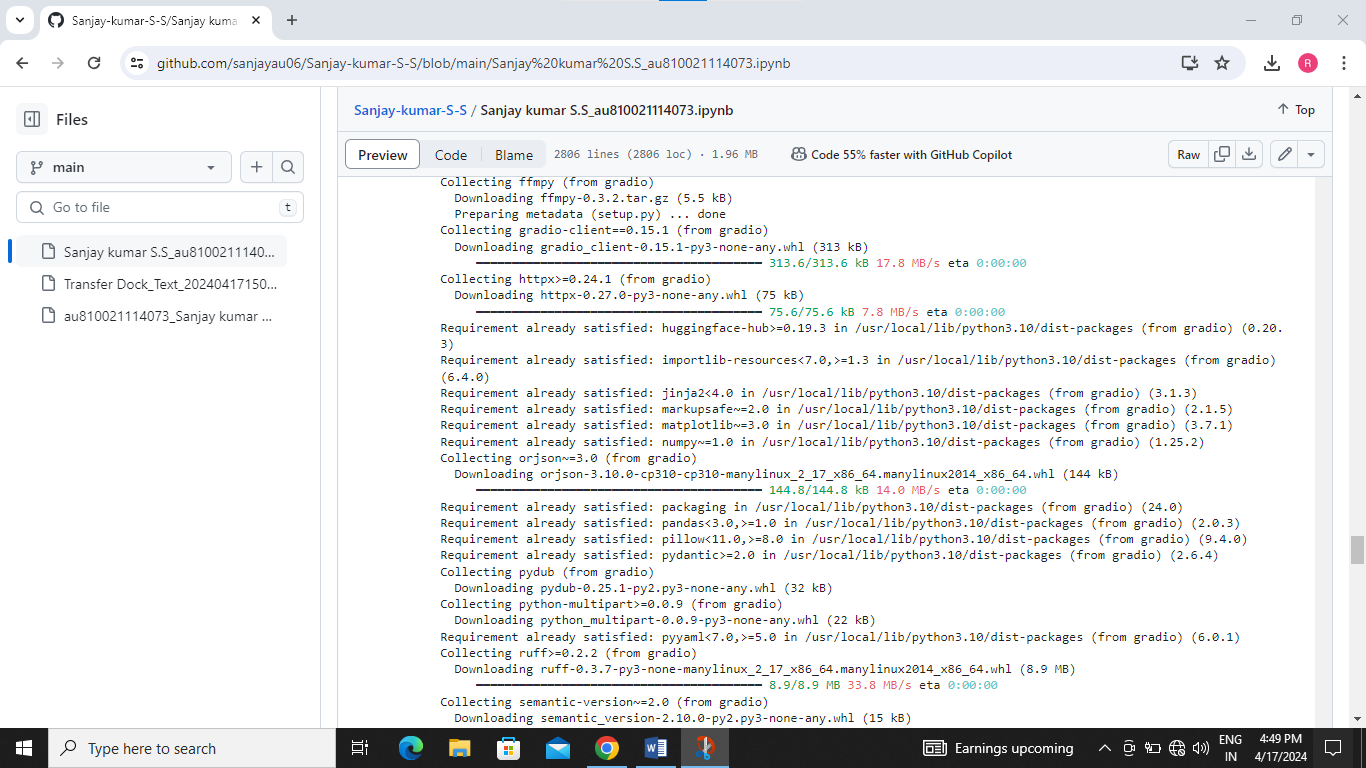 Sanjay-kumar-S-S/Sanjay kuma
github.com/sanjayau06/Sanjay-kumar-S-S/blob/main/Sanjay%20kumar%20S.S_au810021114073.ipynb
R
Files
main
Go to file
t
Sanjay kumar S.S_au8100211140...
Transfer Dock_Text_20240417150...
au810021114073_Sanjay kumar ...
Sanjay-kumar-S-S / Sanjay kumar S.S_au810021114073.ipynb
Top
Preview
Code
Blame
2806 lines (2806 loc) · 1.96 MB
Code 55% faster with GitHub Copilot
Raw
Collecting ffmpy (from gradio)
Downloading ffmpy-0.3.2.tar.gz (5.5 kB)
Preparing metadata (setup.py) ... done
Collecting gradio-client==0.15.1 (from gradio)
Downloading gradio_client-0.15.1-py3-none-any.whl (313 kB)
313.6/313.6 kB 17.8 MB/s eta 0:00:00
Collecting httpx>=0.24.1 (from gradio)
Downloading httpx-0.27.0-py3-none-any.whl (75 kB)
75.6/75.6 kB 7.8 MB/s eta 0:00:00
Requirement already satisfied: huggingface-hub>=0.19.3 in /usr/local/lib/python3.10/dist-packages (from gradio) (0.20.
3)
Requirement already satisfied: importlib-resources<7.0,>=1.3 in /usr/local/lib/python3.10/dist-packages (from gradio)
(6.4.0)
Requirement already satisfied: jinja2<4.0 in /usr/local/lib/python3.10/dist-packages (from gradio) (3.1.3)
Requirement already satisfied: markupsafe~=2.0 in /usr/local/lib/python3.10/dist-packages (from gradio) (2.1.5)
Requirement already satisfied: matplotlib~=3.0 in /usr/local/lib/python3.10/dist-packages (from gradio) (3.7.1)
Requirement already satisfied: numpy~=1.0 in /usr/local/lib/python3.10/dist-packages (from gradio) (1.25.2)
Collecting orjson~=3.0 (from gradio)
Downloading orjson-3.10.0-cp310-cp310-manylinux_2_17_x86_64.manylinux2014_x86_64.whl (144 kB)
144.8/144.8 kB 14.0 MB/s eta 0:00:00
Requirement already satisfied: packaging in /usr/local/lib/python3.10/dist-packages (from gradio) (24.0)
Requirement already satisfied: pandas<3.0,>=1.0 in /usr/local/lib/python3.10/dist-packages (from gradio) (2.0.3)
Requirement already satisfied: pillow<11.0,>=8.0 in /usr/local/lib/python3.10/dist-packages (from gradio) (9.4.0)
Requirement already satisfied: pydantic>=2.0 in /usr/local/lib/python3.10/dist-packages (from gradio) (2.6.4)
Collecting pydub (from gradio)
Downloading pydub-0.25.1-py2.py3-none-any.whl (32 kB)
Collecting python-multipart>=0.0.9 (from gradio)
Downloading python_multipart-0.0.9-py3-none-any.whl (22 kB)
Requirement already satisfied: pyyaml<7.0,>=5.0 in /usr/local/lib/python3.10/dist-packages (from gradio) (6.0.1)
Collecting ruff>=0.2.2 (from gradio)
Downloading ruff-0.3.7-py3-none-manylinux_2_17_x86_64.manylinux2014_x86_64.whl (8.9 MB)
8.9/8.9 MB 33.8 MB/s eta 0:00:00
Collecting semantic-version~=2.0 (from gradio)
Downloading semantic_version-2.10.0-py2.py3-none-any.whl (15 kB)
Type here to search
Earnings upcoming
ENG
IN
4:49 PM
4/17/2024